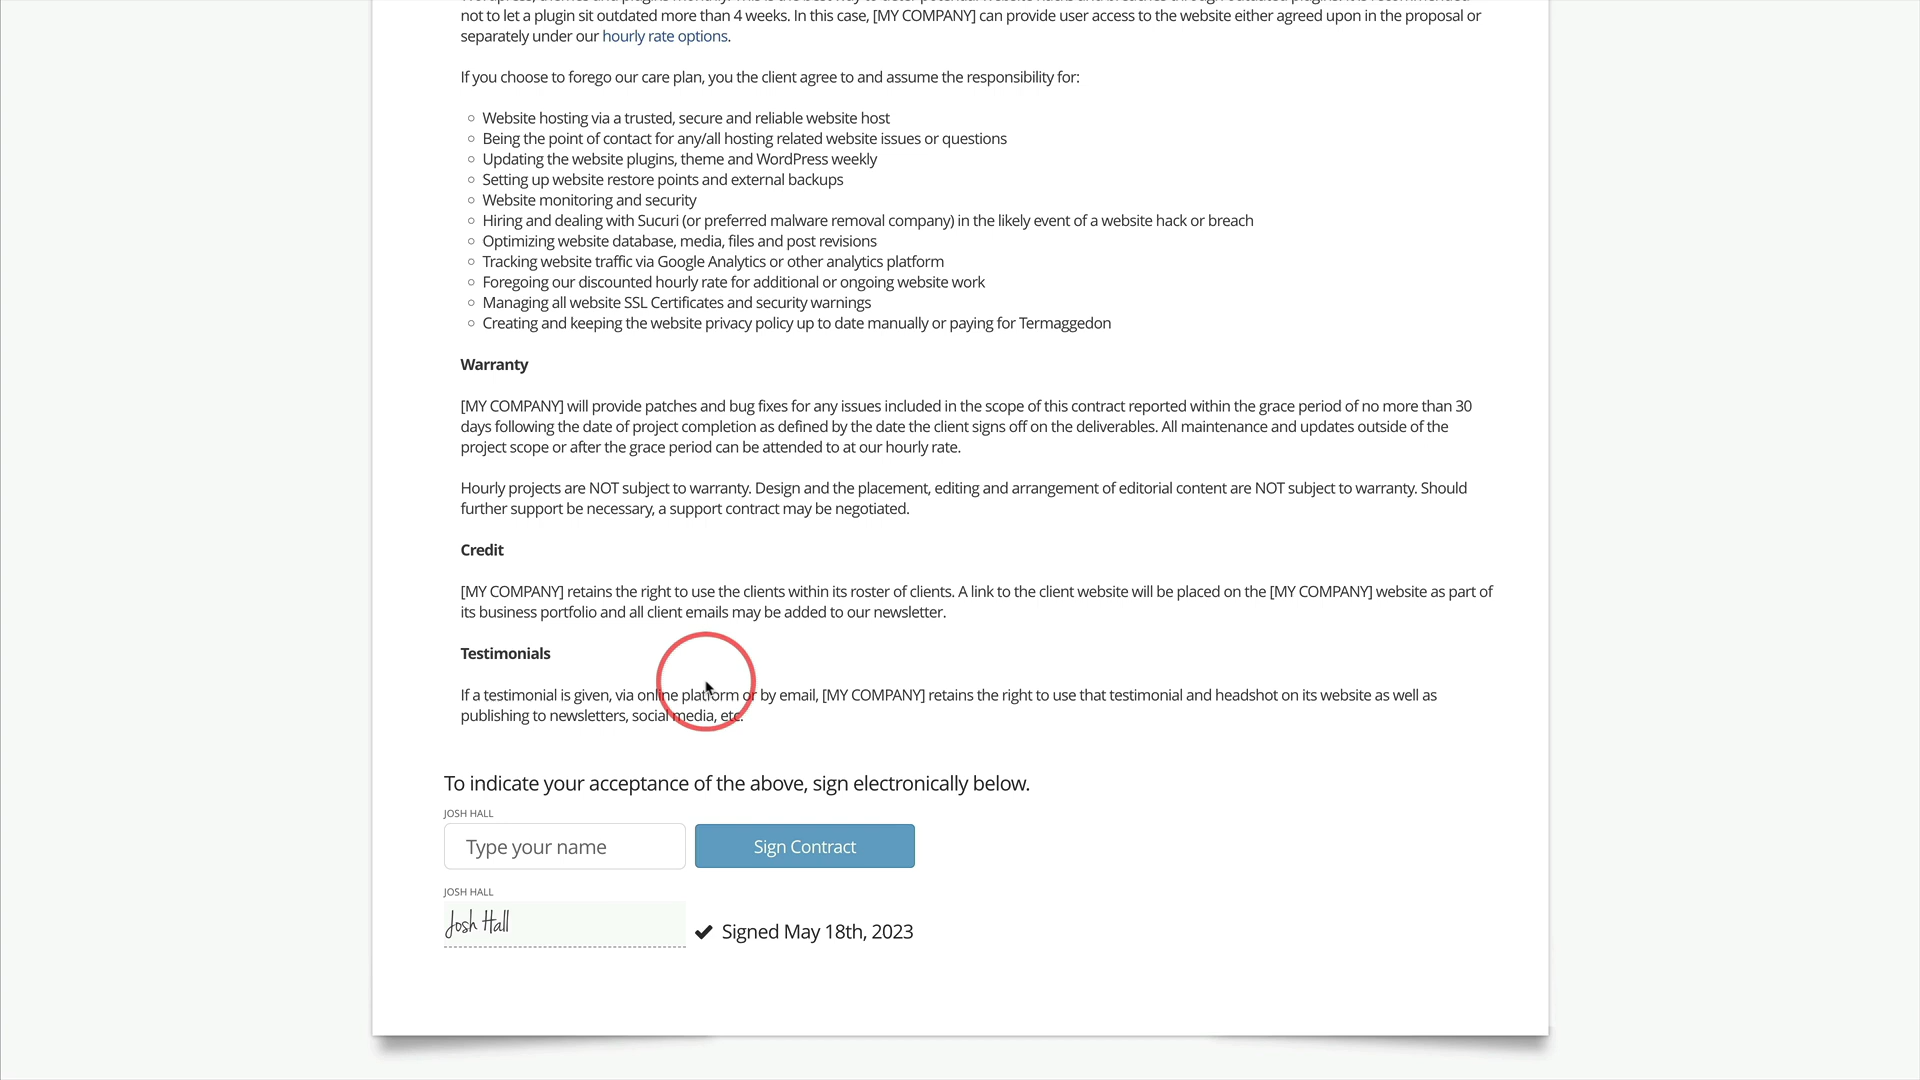 not to let a plugin sit outdated more than 4 weeks. In this case, [MY COMPANY] can provide user access to the website either agreed upon in the proposal or
separately under our hourly rate options.
If you choose to forego our care plan, you the client agree to and assume the responsibility for:
Website hosting via a trusted, secure and reliable website host
Being the point of contact for any/all hosting related website issues or questions
Updating the website plugins, theme and WordPress weekly
Setting up website restore points and external backups
Website monitoring and security
Hiring and dealing with Sucuri (or preferred malware removal company) in the likely event of a website hack or breach
Optimizing website database, media, files and post revisions
Tracking website traffic via Google Analytics or other analytics platform
Foregoing our discounted hourly rate for additional or ongoing website work
Managing all website SSL Certificates and security warnings
Creating and keeping the website privacy policy up to date manually or paying for Termaggedon
Warranty
[MY COMPANY] will provide patches and bug fixes for any issues included in the scope of this contract reported within the grace period of no more than 30
days following the date of project completion as defined by the date the client signs off on the deliverables. All maintenance and updates outside of the
project scope or after the grace period can be attended to at our hourly rate.
Hourly projects are NOT subject to warranty. Design and the placement, editing and arrangement of editorial content are NOT subject to warranty. Should
further support be necessary, a support contract may be negotiated.
Credit
[MY COMPANY] retains the right to use the clients within its roster of clients. A link to the client website will be placed on the [MY COMPANY] website as part of
its business portfolio and all client emails may be added to our newsletter.
Testimonials
If a testimonial is given, via online platform or by email, [MY COMPANY] retains the right to use that testimonial and headshot on its website as well as
publishing to newsletters, social media, etc.
To indicate your acceptance of the above, sign electronically below.
JOSH HALL
Type your name
Sign Contract
JOSH HALL
Josh Hall
Signed May 18th, 2023